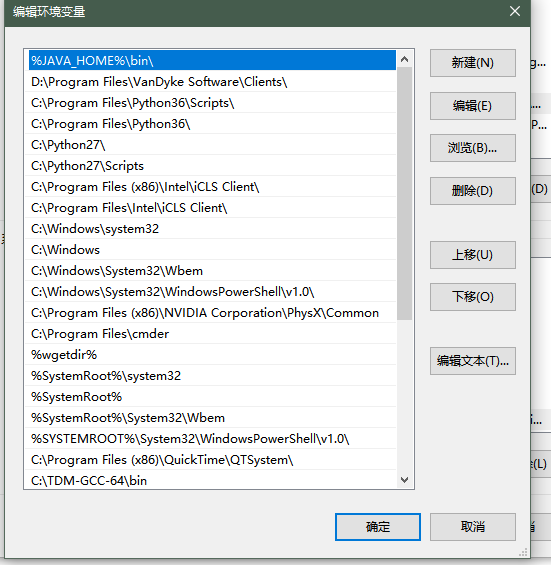 编辑环境变量
%JAVA_HOME%\bin\
D:\Program Files\VanDyke Software\Clients\
C:\Program Files\Python36\Scripts\
C:\Program Files\Python36\
C:\Python27\
C:\Python27\Scripts
C:\Program Files (x86)\Intel\iCLS Client\
C:\Program Files\Intel\iCLS Client\
C:\Windows\system32
C:\Windows
C:\Windows\System32\Wbem
C:\Windows\System32\WindowsPowerShell\v1.0\
C:\Program Files (x86)\NVIDIA Corporation\PhysX\Common
C:\Program Files\cmder
%wgetdir%
%SystemRoot%\system32
%SystemRoot%
%SystemRoot%\System32\Wbem
%SYSTEMROOT%\System32\WindowsPowerShell\v1.0\
C:\Program Files (x86)\QuickTime\QTSystem\
C:\TDM-GCC-64\bin
新建(N)
编辑(E)
浏览(B)...
删除(D)
上移(U)
下移(O)
编辑文本(T)...
确定
取消
g...
...
P...
(D)
...
(L)